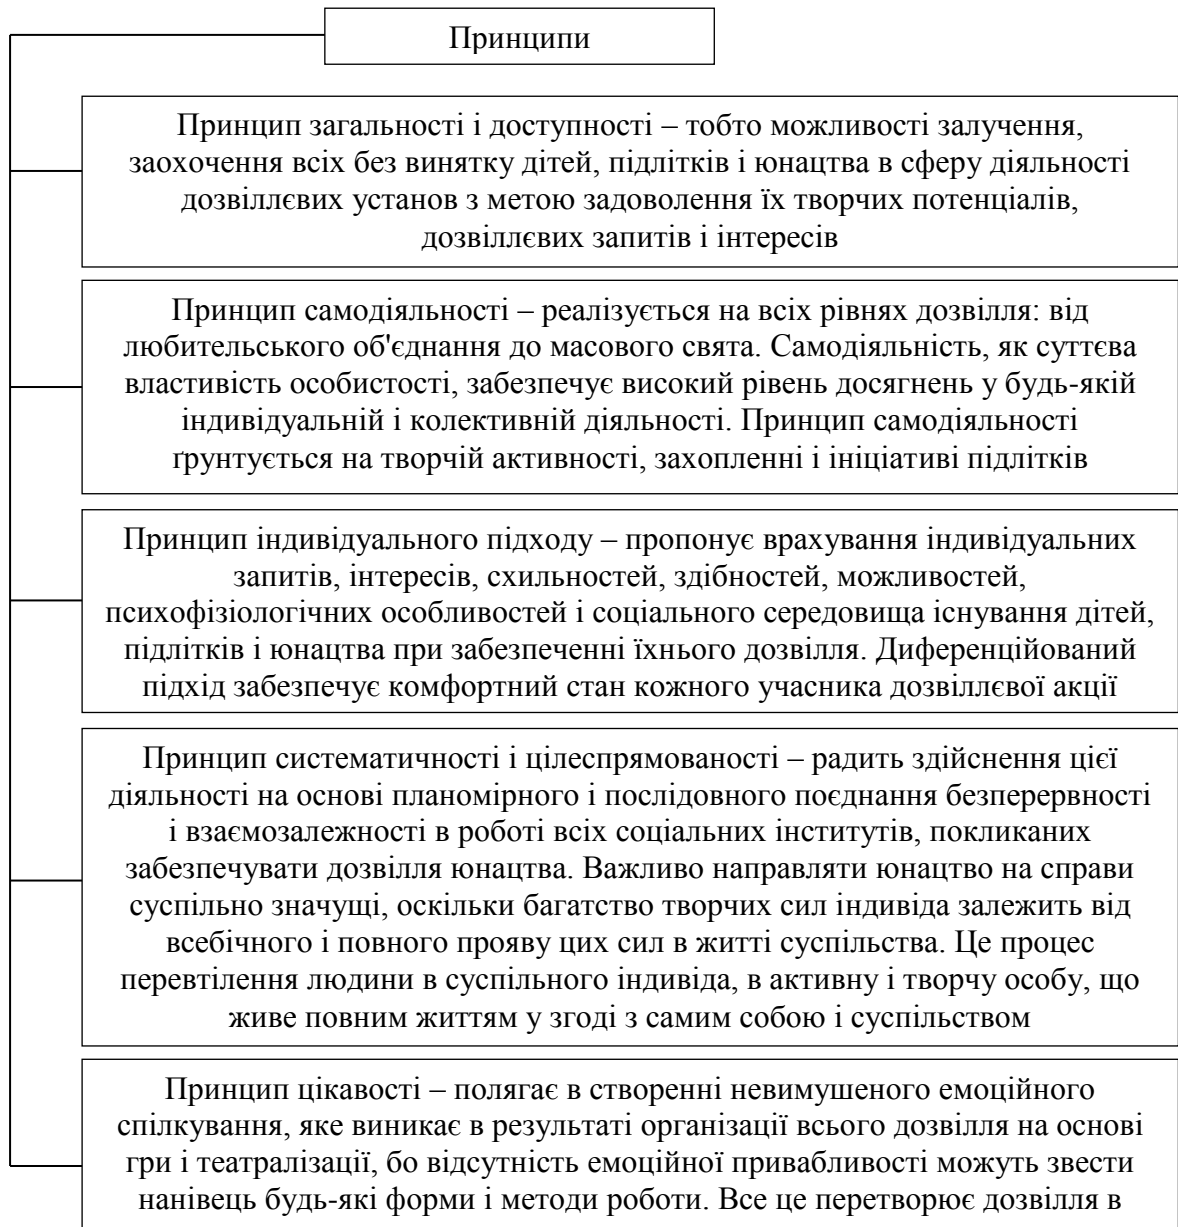 Принципи
Принцип загальності і доступності – тобто можливості залучення,
заохочення всіх без винятку дітей, підлітків і юнацтва в сферу діяльності
дозвіллєвих установ з метою задоволення їх творчих потенціалів,
дозвіллєвих запитів і інтересів
Принцип самодіяльності – реалізується на всіх рівнях дозвілля: від
любительського об'єднання до масового свята. Самодіяльність, як суттєва
властивість особистості, забезпечує високий рівень досягнень у будь-якій
індивідуальній і колективній діяльності. Принцип самодіяльності
ґрунтується на творчій активності, захопленні і ініціативі підлітків
Принцип індивідуального підходу – пропонує врахування індивідуальних
запитів, інтересів, схильностей, здібностей, можливостей,
психофізіологічних особливостей і соціального середовища існування дітей,
підлітків і юнацтва при забезпеченні їхнього дозвілля. Диференційований
підхід забезпечує комфортний стан кожного учасника дозвіллєвої акції
Принцип систематичності і цілеспрямованості – радить здійснення цієї
діяльності на основі планомірного і послідовного поєднання безперервності
і взаємозалежності в роботі всіх соціальних інститутів, покликаних
забезпечувати дозвілля юнацтва. Важливо направляти юнацтво на справи
суспільно значущі, оскільки багатство творчих сил індивіда залежить від
всебічного і повного прояву цих сил в житті суспільства. Це процес
перевтілення людини в суспільного індивіда, в активну і творчу особу, що
живе повним життям у згоді з самим собою і суспільством
Принцип цікавості – полягає в створенні невимушеного емоційного
спілкування, яке виникає в результаті організації всього дозвілля на основі
гри і театралізації, бо відсутність емоційної привабливості можуть звести
нанівець будь-які форми і методи роботи. Все це перетворює дозвілля в